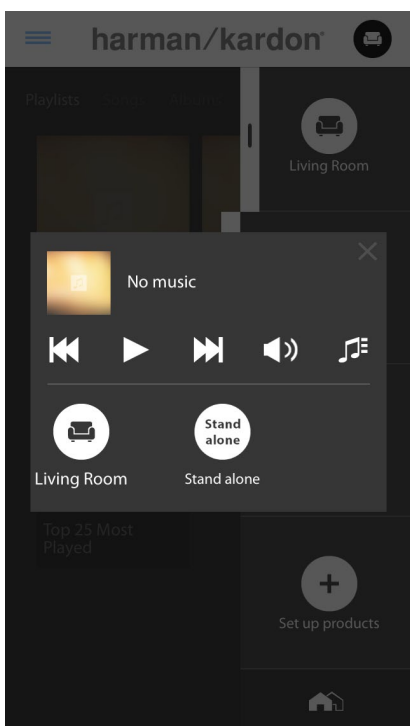 harman/kardon
Playlists
Living Room
No music
Stand
alone
Living Room
Stand alone
Top 25 Most
Played
Set up products